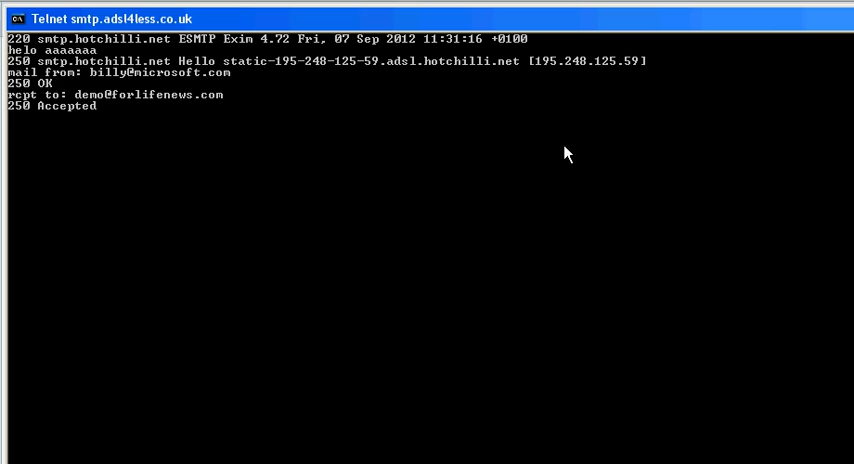 Telnet smtp.adsl4less.co.uk
220 smtp.hotchilli.net ESMTP Exim 4.72 Fri, 07 Sep 2012 11:31:16 +0100
helo aaaaaaa
250 smtp.hotchilli.net Hello static-195-248-125-59.adsl.hotchilli.net [195.248.125.59]
mail from: billy@microsoft.com
250 OK
rcpt to: demo@forlifenews.com
250 Accepted